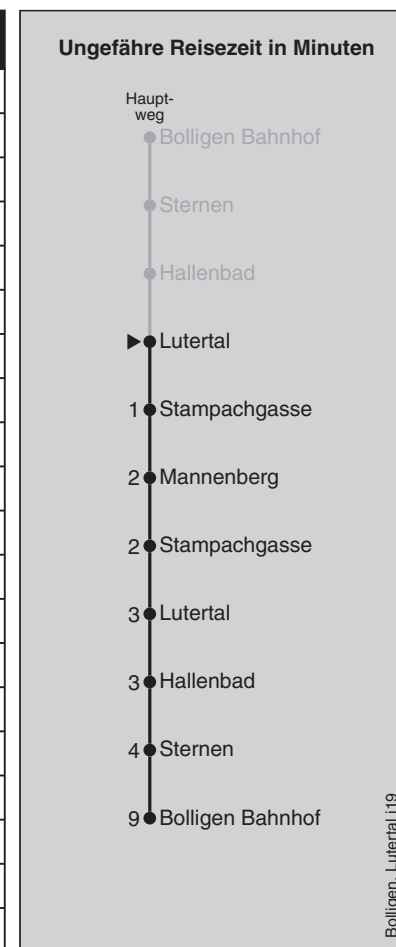 Ungefähre Reisezeit in Minuten
Haupt-
weg
Bolligen Bahnhof
Sternen
Hallenbad
Lutertal
1 Stampachgasse
2 Mannenberg
2 Stampachgasse
3 Lutertal
3 Hallenbad
4 Sternen
9 Bolligen Bahnhof
Bolligen, Lutertal j19